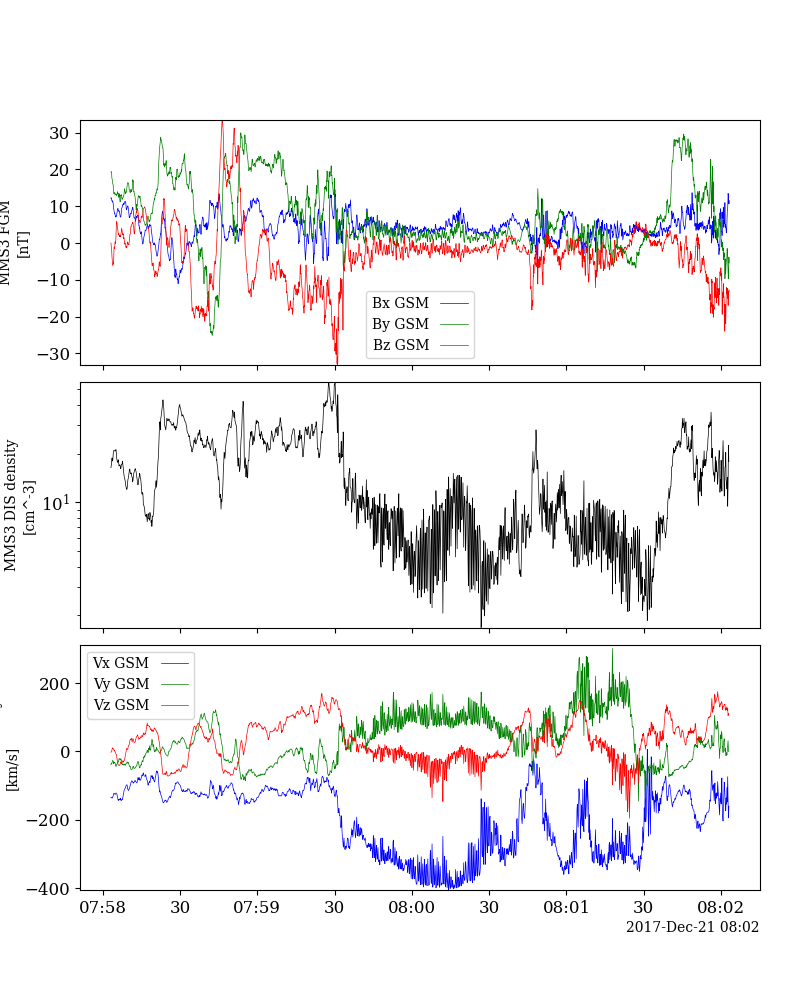 30
20
10
0
−10
−20
−30
MMS3 FGM
[nT]
Bx GSM
By GSM
Bz GSM
10^1
MMS3 DIS density
[cm^-3]
Vx GSM
Vy GSM
Vz GSM
200
0
−200
−400
[km/s]
07:58
30
07:59
30
08:00
30
08:01
30
08:02
2017-Dec-21 08:02